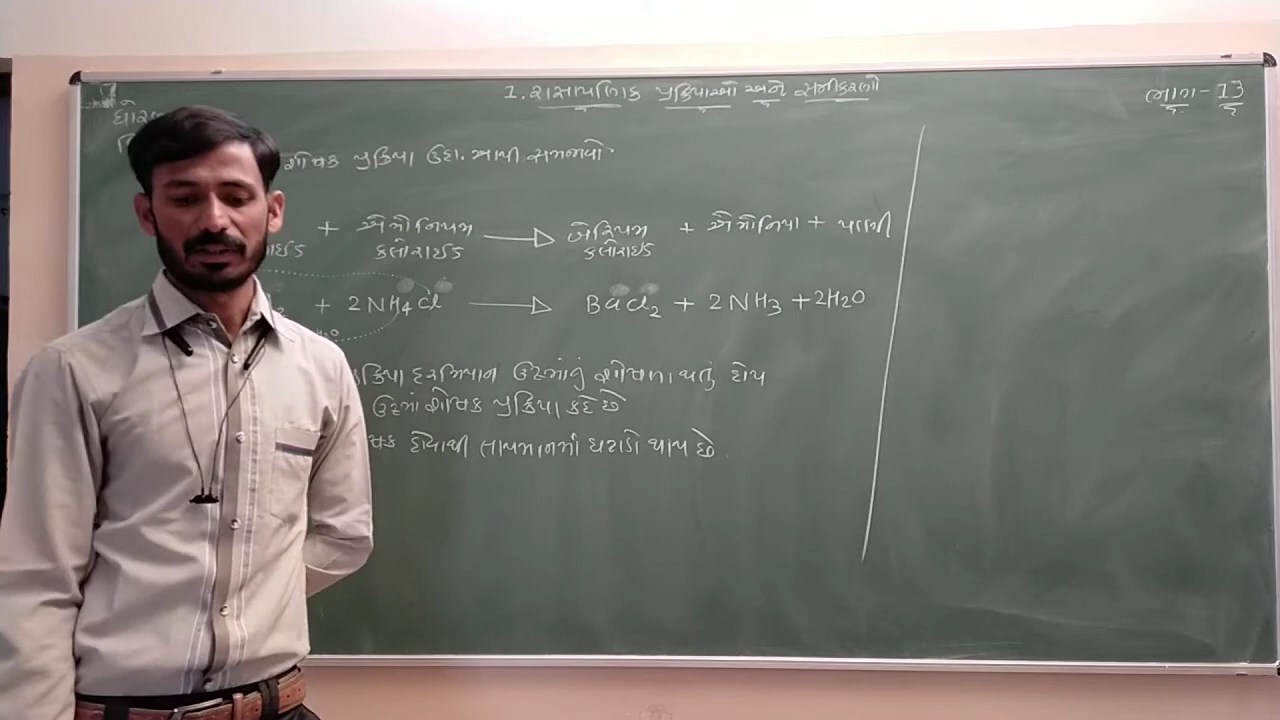 1. રાસાયણિક પ્રક્રિયાઓ અને સમીકરણો
ભાગ - 13
ધોરણ
શોષક પ્રક્રિયા ઉદા. આપી સમજાવો.
+ એમોનિયમ ⟶ બેરિયમ + એમોનિયા + પાણી
ક્લોરાઇડ ક્લોરાઇડ
+ 2NH₄Cl ⟶ BaCl₂ + 2NH₃ + 2H₂O
પ્રક્રિયા દરમિયાન ઉષ્માનું શોષણ થતું હોય
ઉષ્માશોષક પ્રક્રિયા કહે છે
હોવાથી તાપમાનમાં ઘટાડો થાય છે.